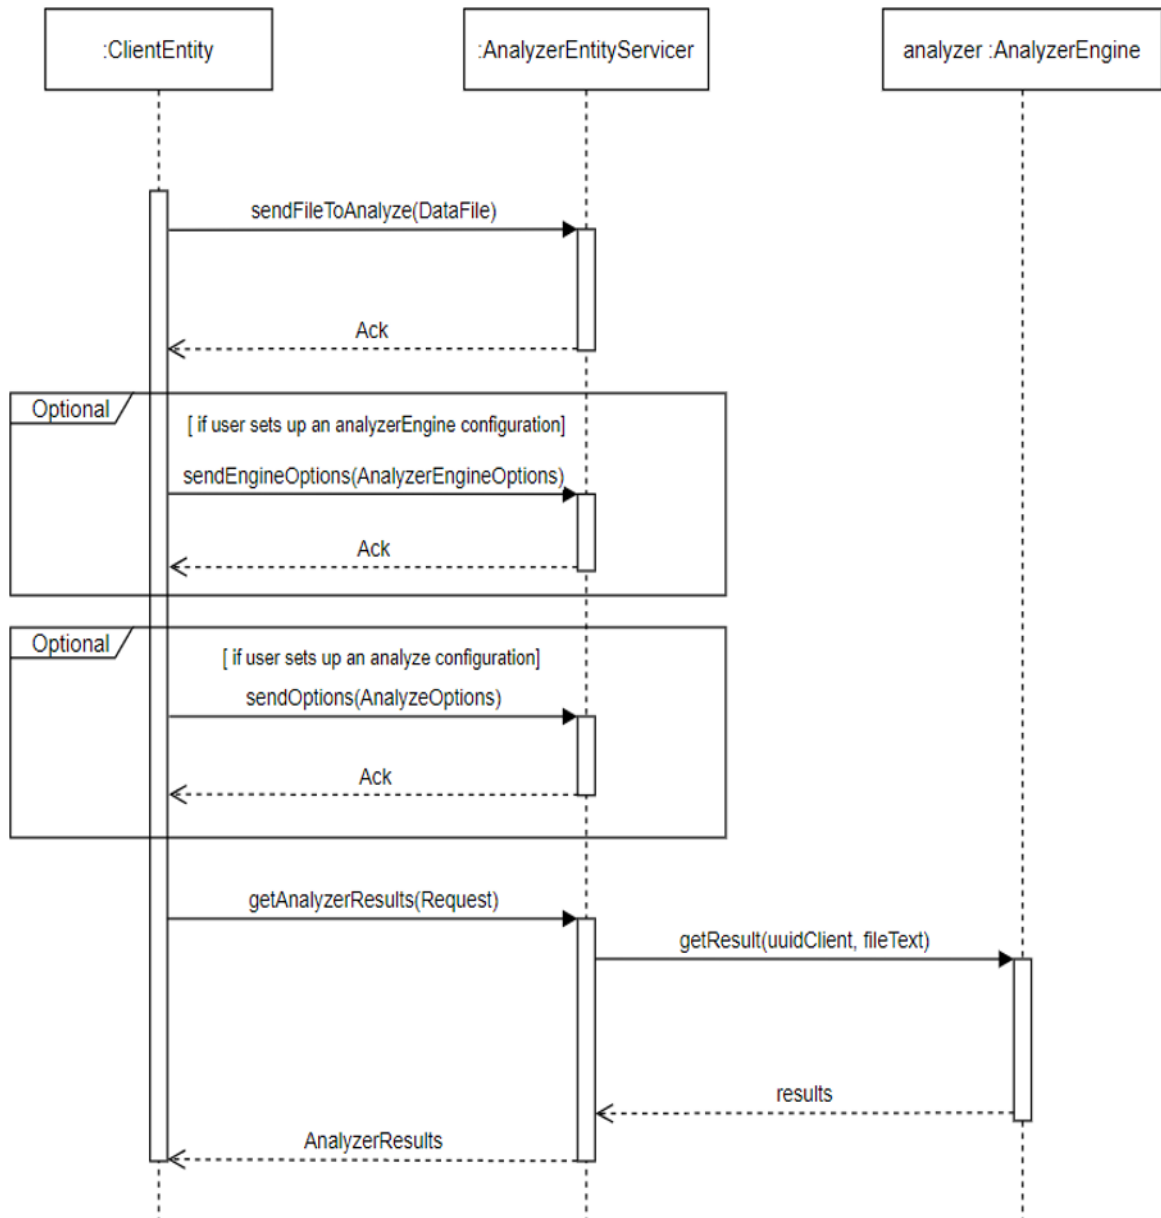 :ClientEntity
:AnalyzerEntityServicer
analyzer :AnalyzerEngine
sendFileToAnalyze(DataFile)
Ack
Optional
[ if user sets up an analyzerEngine configuration]
sendEngineOptions(AnalyzerEngineOptions)
Ack
Optional
[ if user sets up an analyze configuration]
sendOptions(AnalyzeOptions)
Ack
getAnalyzerResults(Request)
getResult(uuidClient, fileText)
results
AnalyzerResults